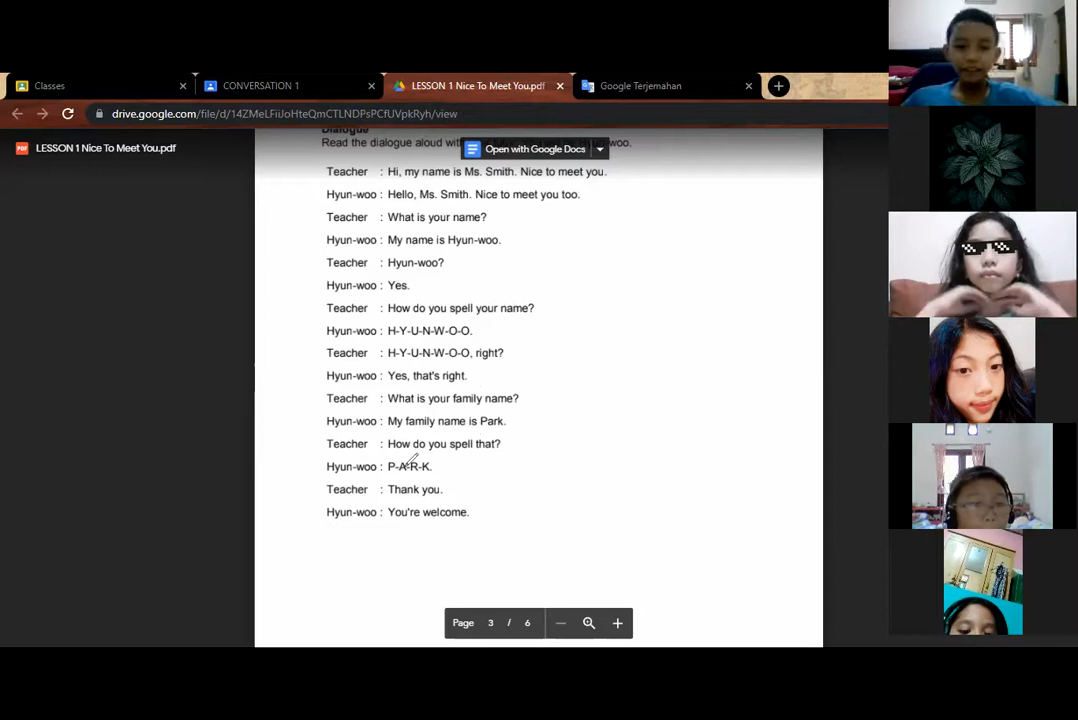 Classes
CONVERSATION 1
LESSON 1 Nice To Meet You.pdf
Google Terjemahan
drive.google.com/file/d/14ZMeLFiiJoHteQmCTLNDPsPCfUVpkRyh/view
PDF LESSON 1 Nice To Meet You.pdf
Open with Google Docs
Dialogue
Read the dialogue aloud with
Teacher : Hi, my name is Ms. Smith. Nice to meet you.
Hyun-woo : Hello, Ms. Smith. Nice to meet you too.
Teacher : What is your name?
Hyun-woo : My name is Hyun-woo.
Teacher : Hyun-woo?
Hyun-woo : Yes.
Teacher : How do you spell your name?
Hyun-woo : H-Y-U-N-W-O-O.
Teacher : H-Y-U-N-W-O-O, right?
Hyun-woo : Yes, that's right.
Teacher : What is your family name?
Hyun-woo : My family name is Park.
Teacher : How do you spell that?
Hyun-woo : P-A-R-K.
Teacher : Thank you.
Hyun-woo : You're welcome.
Page 3 / 6